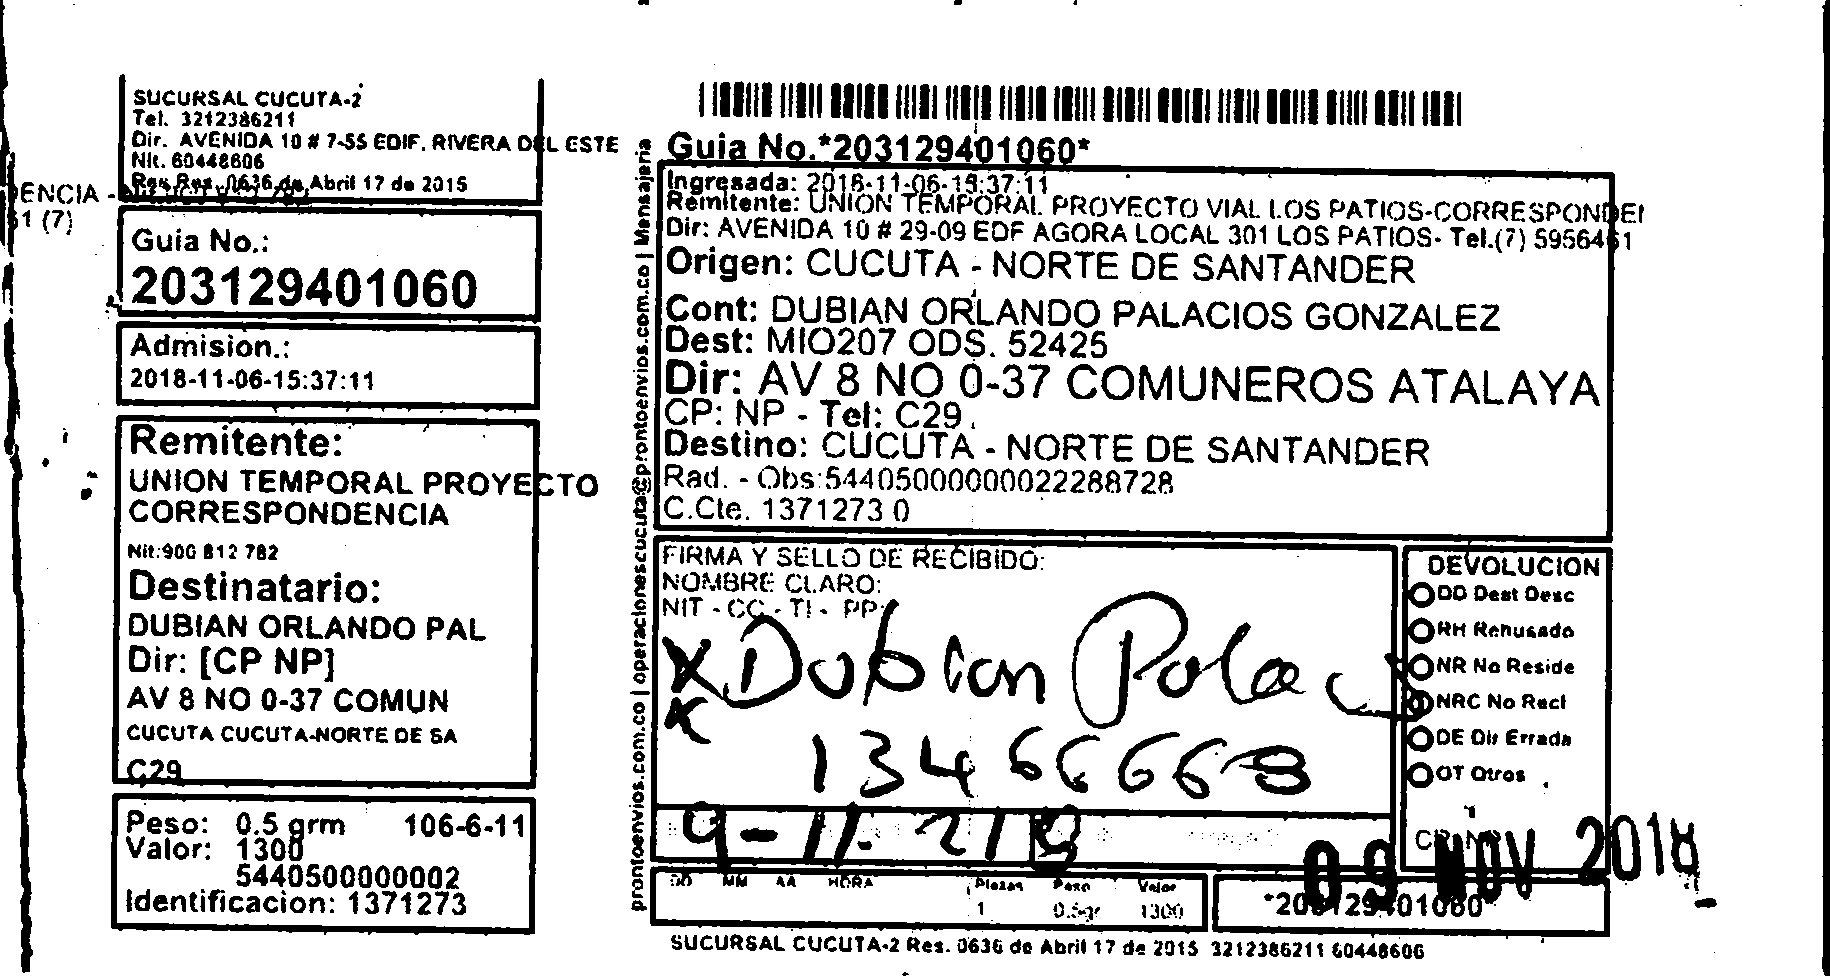 SUCURSAL CUCUTA-2
Tel. 3212386211
Dir. AVENIDA 10 # 7-55 EDIF. RIVERA DEL ESTE
Nit. 60448606
Res 0636 de Abril 17 de 2015
ENCIA -
51 (7)
Guia No.:
203129401060
Admision.:
2018-11-06-15:37:11
Remitente:
UNION TEMPORAL PROYECTO
CORRESPONDENCIA
Nit:900 812 782
Destinatario:
DUBIAN ORLANDO PAL
Dir: [CP NP]
AV 8 NO 0-37 COMUN
CUCUTA CUCUTA-NORTE DE SA
C29
Peso: 0.5 grm 106-6-11
Valor: 1300
5440500000002
Identificacion: 1371273
prontoenvios.com.co | operacionescucuta@prontoenvios.com.co | Mensajeria
Guia No.*203129401060*
Ingresada: 2018-11-06-15:37:11
Remitente: UNION TEMPORAL PROYECTO VIAL LOS PATIOS-CORRESPONDEN
Dir: AVENIDA 10 # 29-09 EDF AGORA LOCAL 301 LOS PATIOS- Tel.(7) 5956461
Origen: CUCUTA - NORTE DE SANTANDER
Cont: DUBIAN ORLANDO PALACIOS GONZALEZ
Dest: MIO207 ODS. 52425
Dir: AV 8 NO 0-37 COMUNEROS ATALAYA
CP: NP - Tel: C29.
Destino: CUCUTA - NORTE DE SANTANDER
Rad. - Obs:54405000000022288728
C.Cte. 1371273 0
FIRMA Y SELLO DE RECIBIDO:
NOMBRE CLARO:
NIT - CC - TI - PP:
X Dubian Palac
X 13466669
9-11-218
DD MM AA HORA
Piezas Peso Valor
1 0.5gr 1300
DEVOLUCION
DD Dest Desc
RH Rehusado
NR No Reside
NRC No Recl
DE Dir Errada
OT Otros
CP: NP
09 NOV 2018
*203129401060*
SUCURSAL CUCUTA-2 Res. 0636 de Abril 17 de 2015 3212386211 60448606